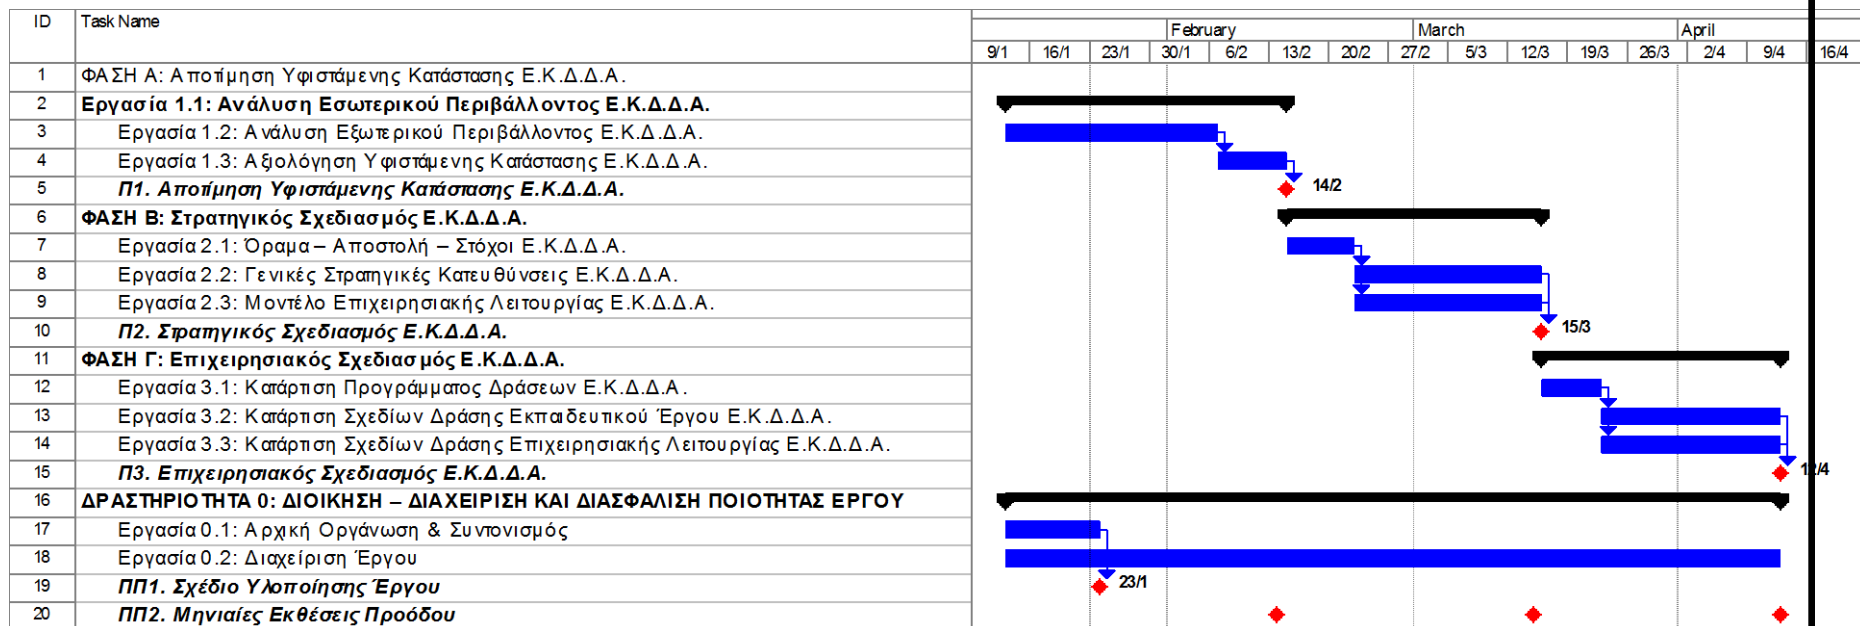 ID Task Name
February March April
9/1 16/1 23/1 30/1 6/2 13/2 20/2 27/2 5/3 12/3 19/3 26/3 2/4 9/4 16/4
1 ΦΑΣΗ Α: Αποτίμηση Υφιστάμενης Κατάστασης Ε.Κ.Δ.Δ.Α.
2 Εργασία 1.1: Ανάλυση Εσωτερικού Περιβάλλοντος Ε.Κ.Δ.Δ.Α.
3 Εργασία 1.2: Ανάλυση Εξωτερικού Περιβάλλοντος Ε.Κ.Δ.Δ.Α.
4 Εργασία 1.3: Αξιολόγηση Υφιστάμενης Κατάστασης Ε.Κ.Δ.Δ.Α.
5 Π1. Αποτίμηση Υφιστάμενης Κατάστασης Ε.Κ.Δ.Δ.Α. 14/2
6 ΦΑΣΗ Β: Στρατηγικός Σχεδιασμός Ε.Κ.Δ.Δ.Α.
7 Εργασία 2.1: Όραμα – Αποστολή – Στόχοι Ε.Κ.Δ.Δ.Α.
8 Εργασία 2.2: Γενικές Στρατηγικές Κατευθύνσεις Ε.Κ.Δ.Δ.Α.
9 Εργασία 2.3: Μοντέλο Επιχειρησιακής Λειτουργίας Ε.Κ.Δ.Δ.Α.
10 Π2. Στρατηγικός Σχεδιασμός Ε.Κ.Δ.Δ.Α. 15/3
11 ΦΑΣΗ Γ: Επιχειρησιακός Σχεδιασμός Ε.Κ.Δ.Δ.Α.
12 Εργασία 3.1: Κατάρτιση Προγράμματος Δράσεων Ε.Κ.Δ.Δ.Α.
13 Εργασία 3.2: Κατάρτιση Σχεδίων Δράσης Εκπαιδευτικού Έργου Ε.Κ.Δ.Δ.Α.
14 Εργασία 3.3: Κατάρτιση Σχεδίων Δράσης Επιχειρησιακής Λειτουργίας Ε.Κ.Δ.Δ.Α.
15 Π3. Επιχειρησιακός Σχεδιασμός Ε.Κ.Δ.Δ.Α. 12/4
16 ΔΡΑΣΤΗΡΙΟΤΗΤΑ 0: ΔΙΟΙΚΗΣΗ – ΔΙΑΧΕΙΡΙΣΗ ΚΑΙ ΔΙΑΣΦΑΛΙΣΗ ΠΟΙΟΤΗΤΑΣ ΕΡΓΟΥ
17 Εργασία 0.1: Αρχική Οργάνωση & Συντονισμός
18 Εργασία 0.2: Διαχείριση Έργου
19 ΠΠ1. Σχέδιο Υλοποίησης Έργου 23/1
20 ΠΠ2. Μηνιαίες Εκθέσεις Προόδου